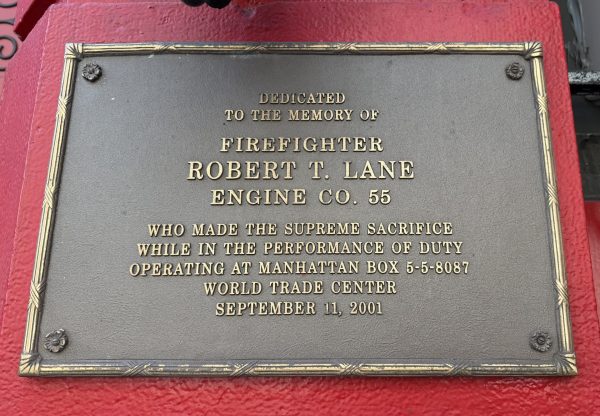 DEDICATED
TO THE MEMORY OF
FIREFIGHTER
ROBERT T. LANE
ENGINE CO. 55
WHO MADE THE SUPREME SACRIFICE
WHILE IN THE PERFORMANCE OF DUTY
OPERATING AT MANHATTAN BOX 5-5-8087
WORLD TRADE CENTER
SEPTEMBER 11, 2001